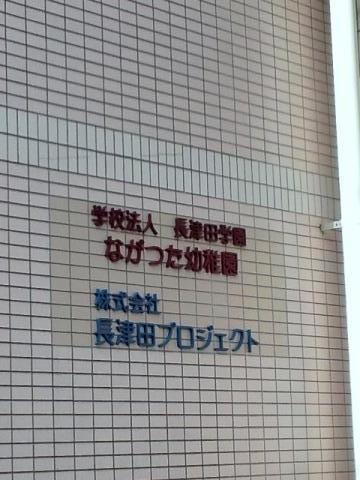 学校法人 長津田学園
ながつた幼稚園
株式会社
長津田プロジェクト